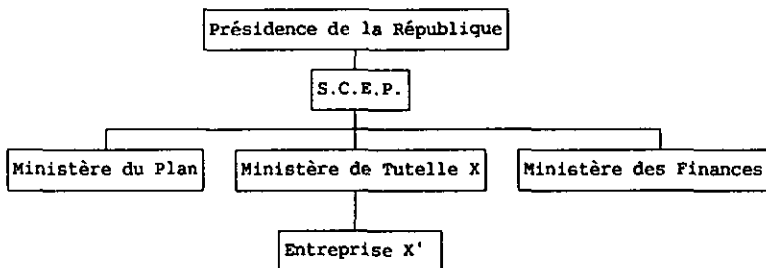 Présidence de la République
S.C.E.P.
Ministère du Plan
Ministère de Tutelle X
Ministère des Finances
Entreprise X'